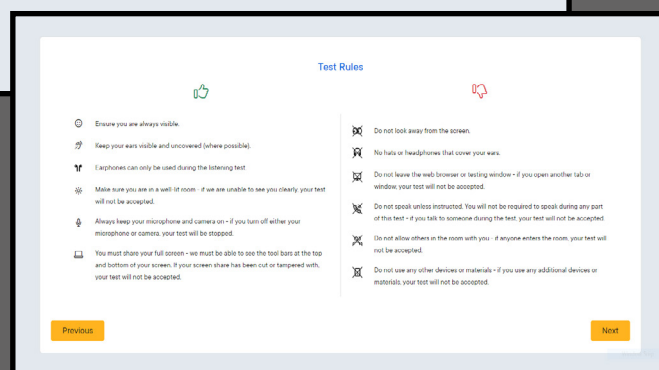 Test Rules
Ensure you are always visible.
Keep your ears visible and uncovered (where possible).
Earphones can only be used during the listening test
Make sure you are in a well-lit room - if we are unable to see you clearly, your test
will not be accepted.
Always keep your microphone and camera on - if you turn off either your
microphone or camera, your test will be stopped.
You must share your full screen - we must be able to see the tool bars at the top
and bottom of your screen. If your screen share has been cut or tampered with,
your test will not be accepted.
Do not look away from the screen.
No hats or headphones that cover your ears.
Do not leave the web browser or testing window - if you open another tab or
window, your test will not be accepted.
Do not speak unless instructed. You will not be required to speak during any part
of this test - if you talk to someone during the test, your test will not be accepted.
Do not allow others in the room with you - if anyone enters the room, your test will
not be accepted.
Do not use any other devices or materials - if you use any additional devices or
materials, your test will not be accepted.
Previous
Next